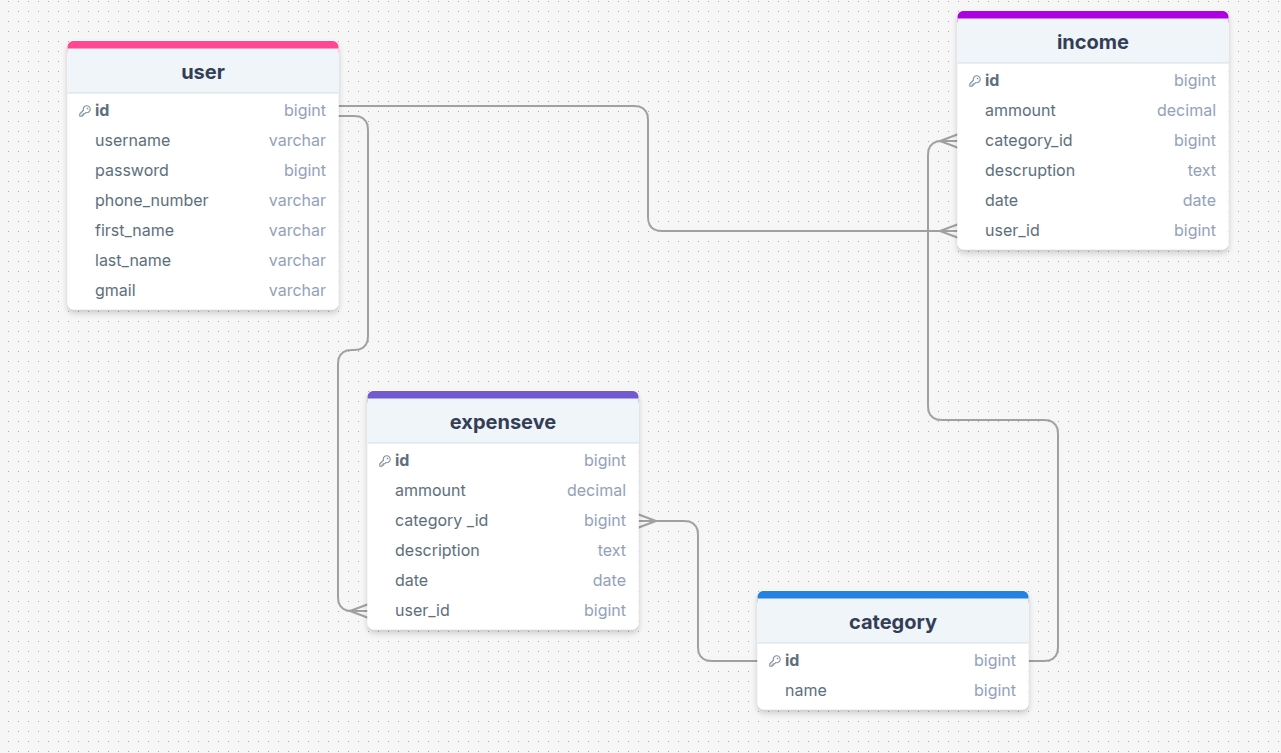 user
id bigint
username varchar
password bigint
phone_number varchar
first_name varchar
last_name varchar
gmail varchar
income
id bigint
ammount decimal
category_id bigint
descruption text
date date
user_id bigint
expenseve
id bigint
ammount decimal
category _id bigint
description text
date date
user_id bigint
category
id bigint
name bigint